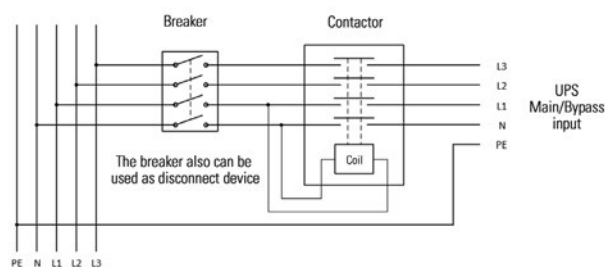 Breaker
Contactor
L3
L2
L1
N
PE
UPS
Main/Bypass
input
Coil
The breaker also can be
used as disconnect device
PE N L1 L2 L3